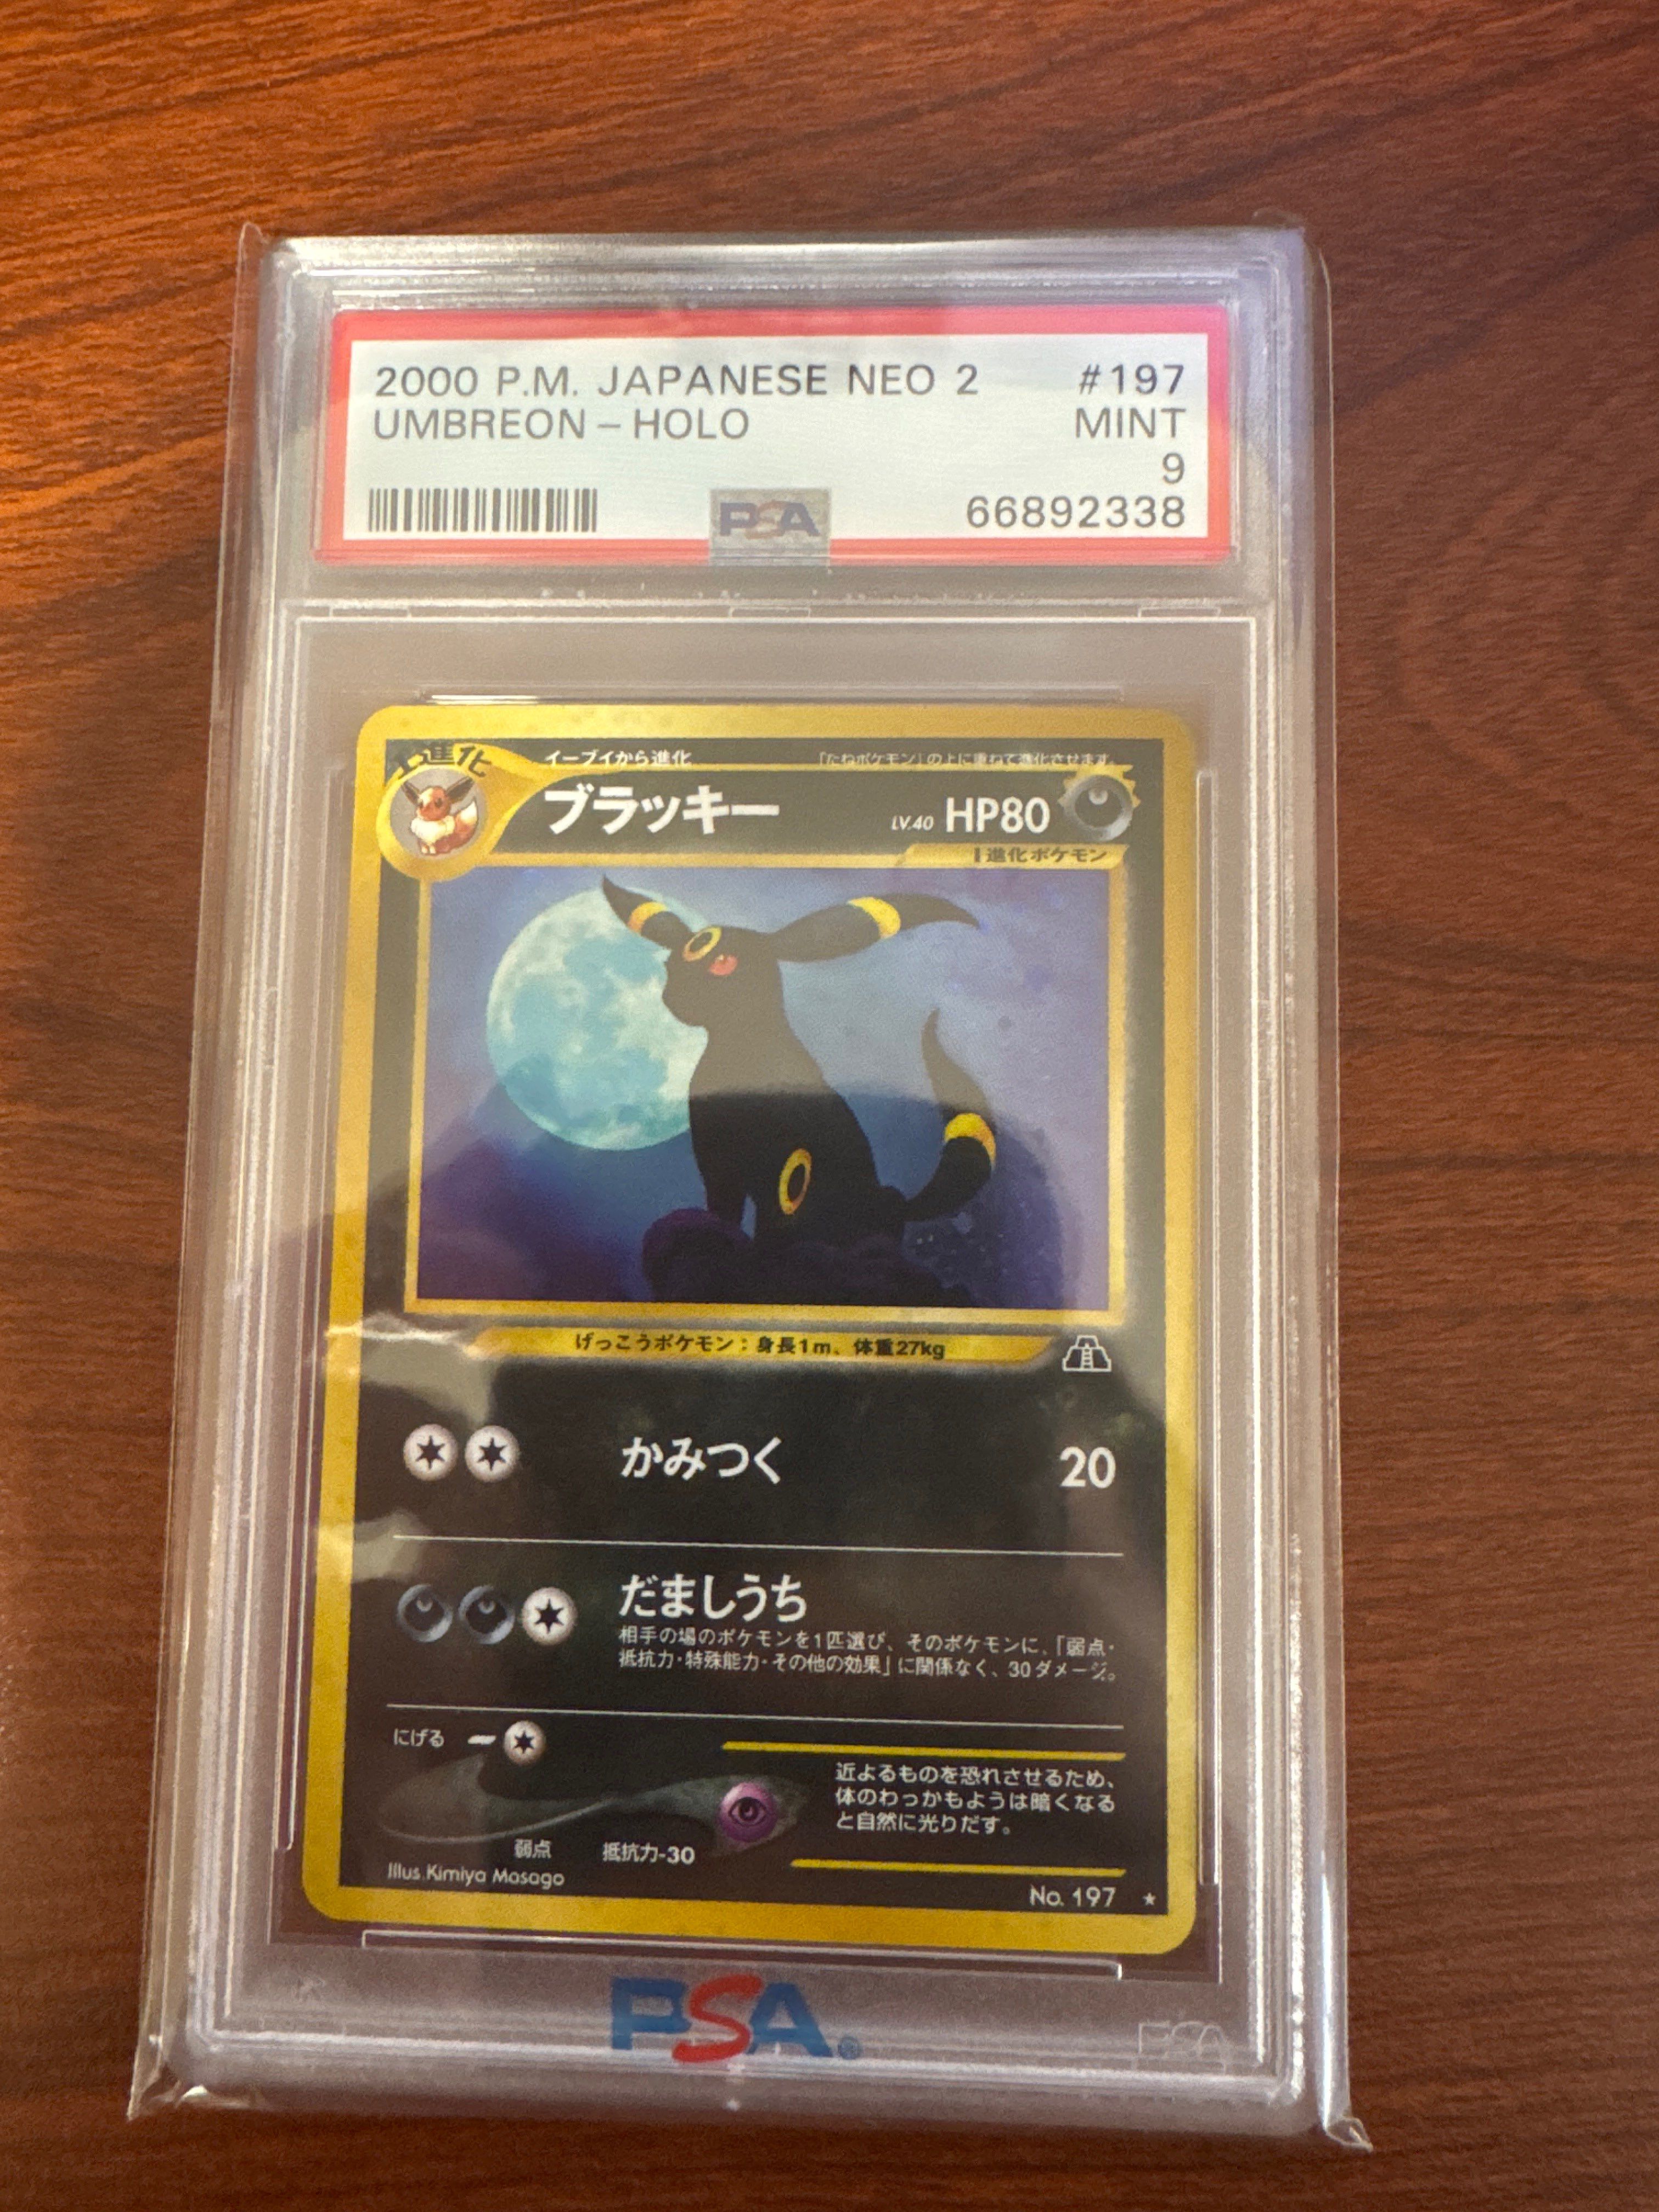 2000 P.M. JAPANESE NEO 2 #197
UMBREON - HOLO MINT
9
PSA 66892338
1進化
イーブイから進化 「たねポケモン」の上に重ねて進化させます。
ブラッキー LV.40 HP80
1進化ポケモン
げっこうポケモン:身長1m、体重27kg
かみつく 20
だましうち
相手の場のポケモンを1匹選び、そのポケモンに、「弱点・
抵抗力・特殊能力・その他の効果」に関係なく、30ダメージ。
にげる
近よるものを恐れさせるため、
体のわっかもようは暗くなる
と自然に光りだす。
弱点 抵抗力-30
Illus. Kimiya Masago
No. 197 ★
PSA®
PSA